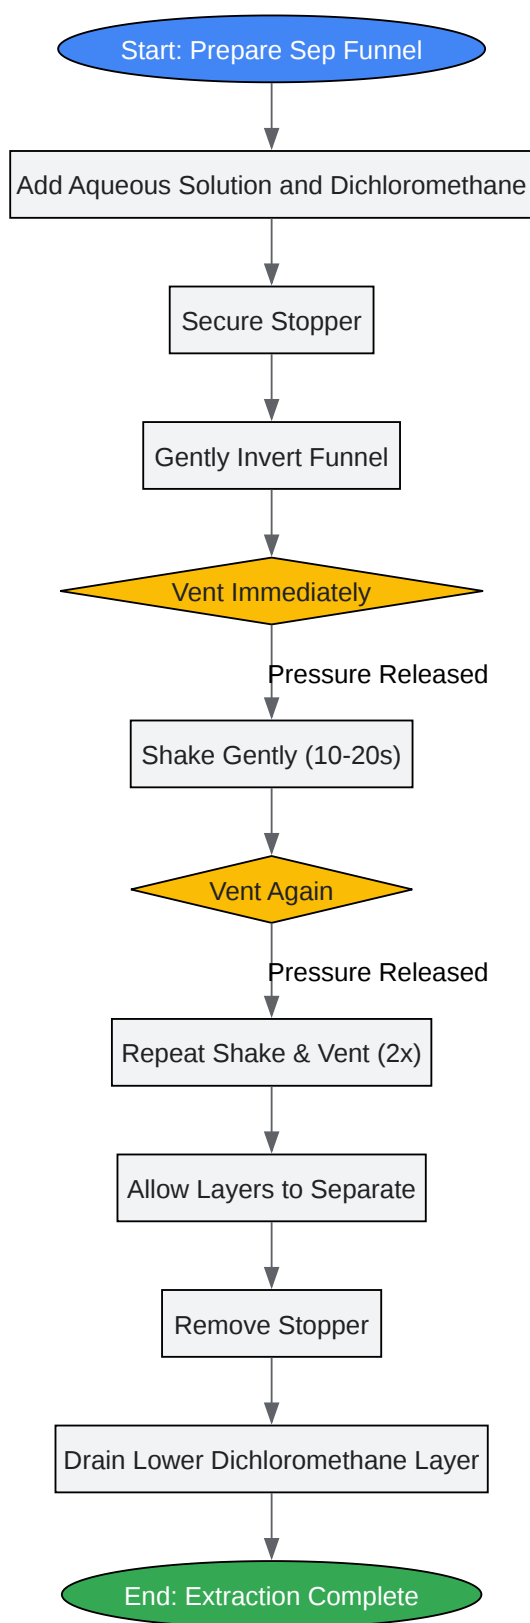 Start: Prepare Sep Funnel
Add Aqueous Solution and Dichloromethane
Secure Stopper
Gently Invert Funnel
Vent Immediately
Pressure Released
Shake Gently (10-20s)
Vent Again
Pressure Released
Repeat Shake & Vent (2x)
Allow Layers to Separate
Remove Stopper
Drain Lower Dichloromethane Layer
End: Extraction Complete